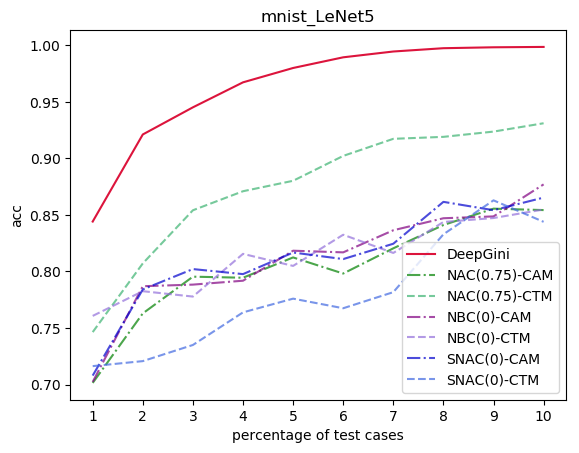 mnist_LeNet5
acc
1.00
0.95
0.90
0.85
0.80
0.75
0.70
DeepGini
NAC(0.75)-CAM
NAC(0.75)-CTM
NBC(0)-CAM
NBC(0)-CTM
SNAC(0)-CAM
SNAC(0)-CTM
1 2 3 4 5 6 7 8 9 10
percentage of test cases